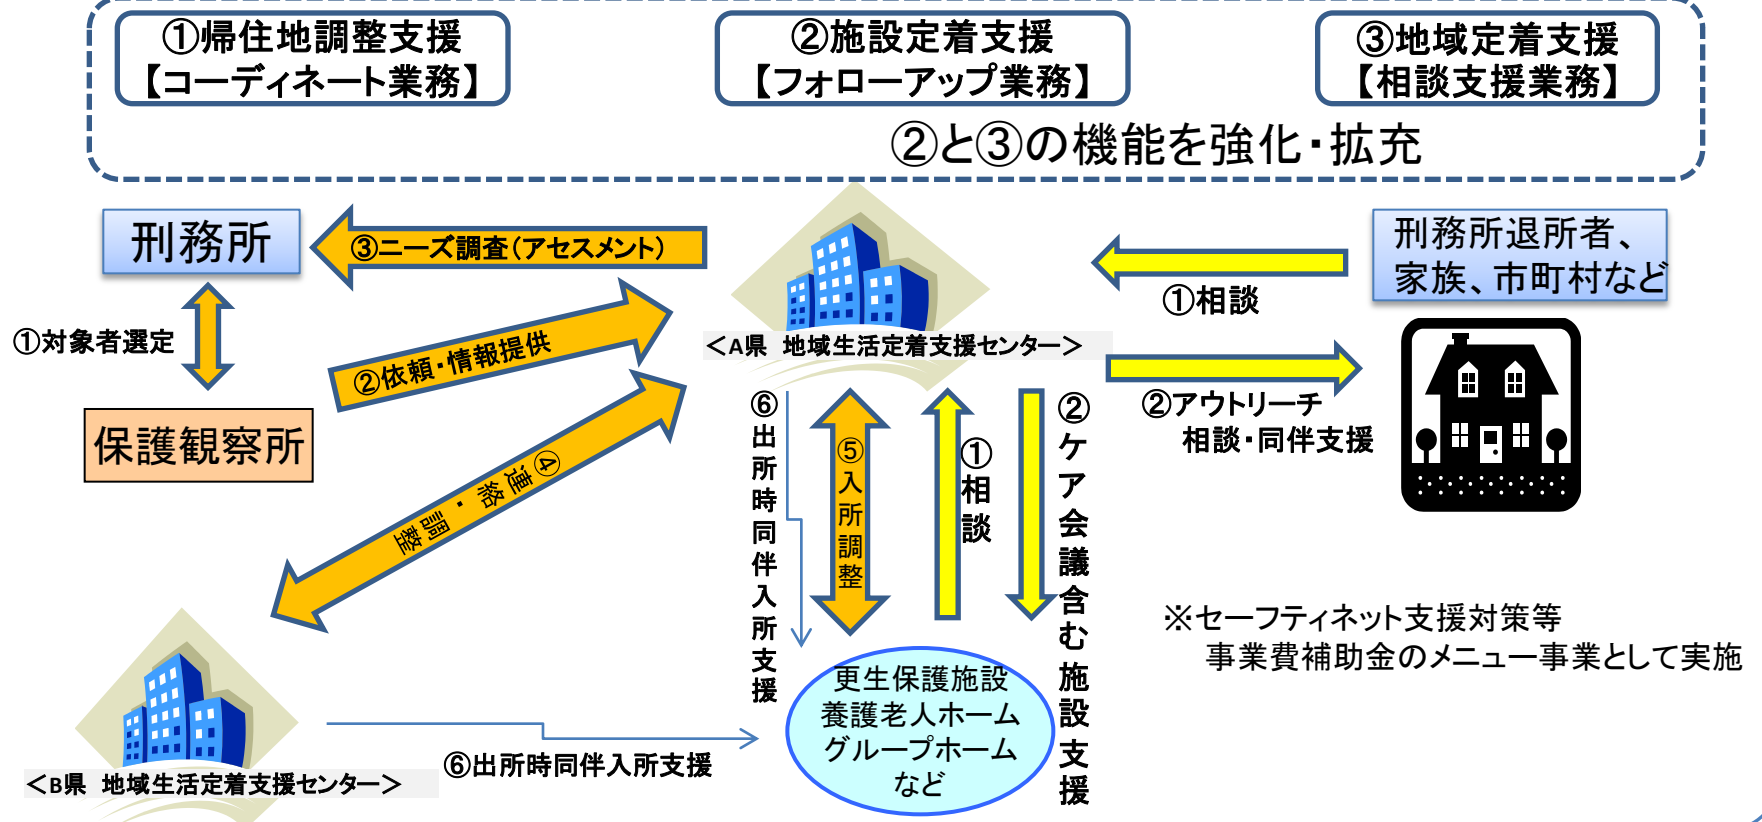 ①帰住地調整支援
【コーディネート業務】
②施設定着支援
【フォローアップ業務】
③地域定着支援
【相談支援業務】
②と③の機能を強化・拡充
刑務所
③ニーズ調査(アセスメント)
刑務所退所者、
家族、市町村など
①相談
①対象者選定
②依頼・情報提供
<A県 地域生活定着支援センター>
②アウトリーチ
相談・同伴支援
保護観察所
④連絡・調整
⑥出所時同伴入所支援
⑤入所調整
①相談
②ケア会議含む施設支援
※セーフティネット支援対策等
事業費補助金のメニュー事業として実施
更生保護施設
養護老人ホーム
グループホーム
など
⑥出所時同伴入所支援
<B県 地域生活定着支援センター>